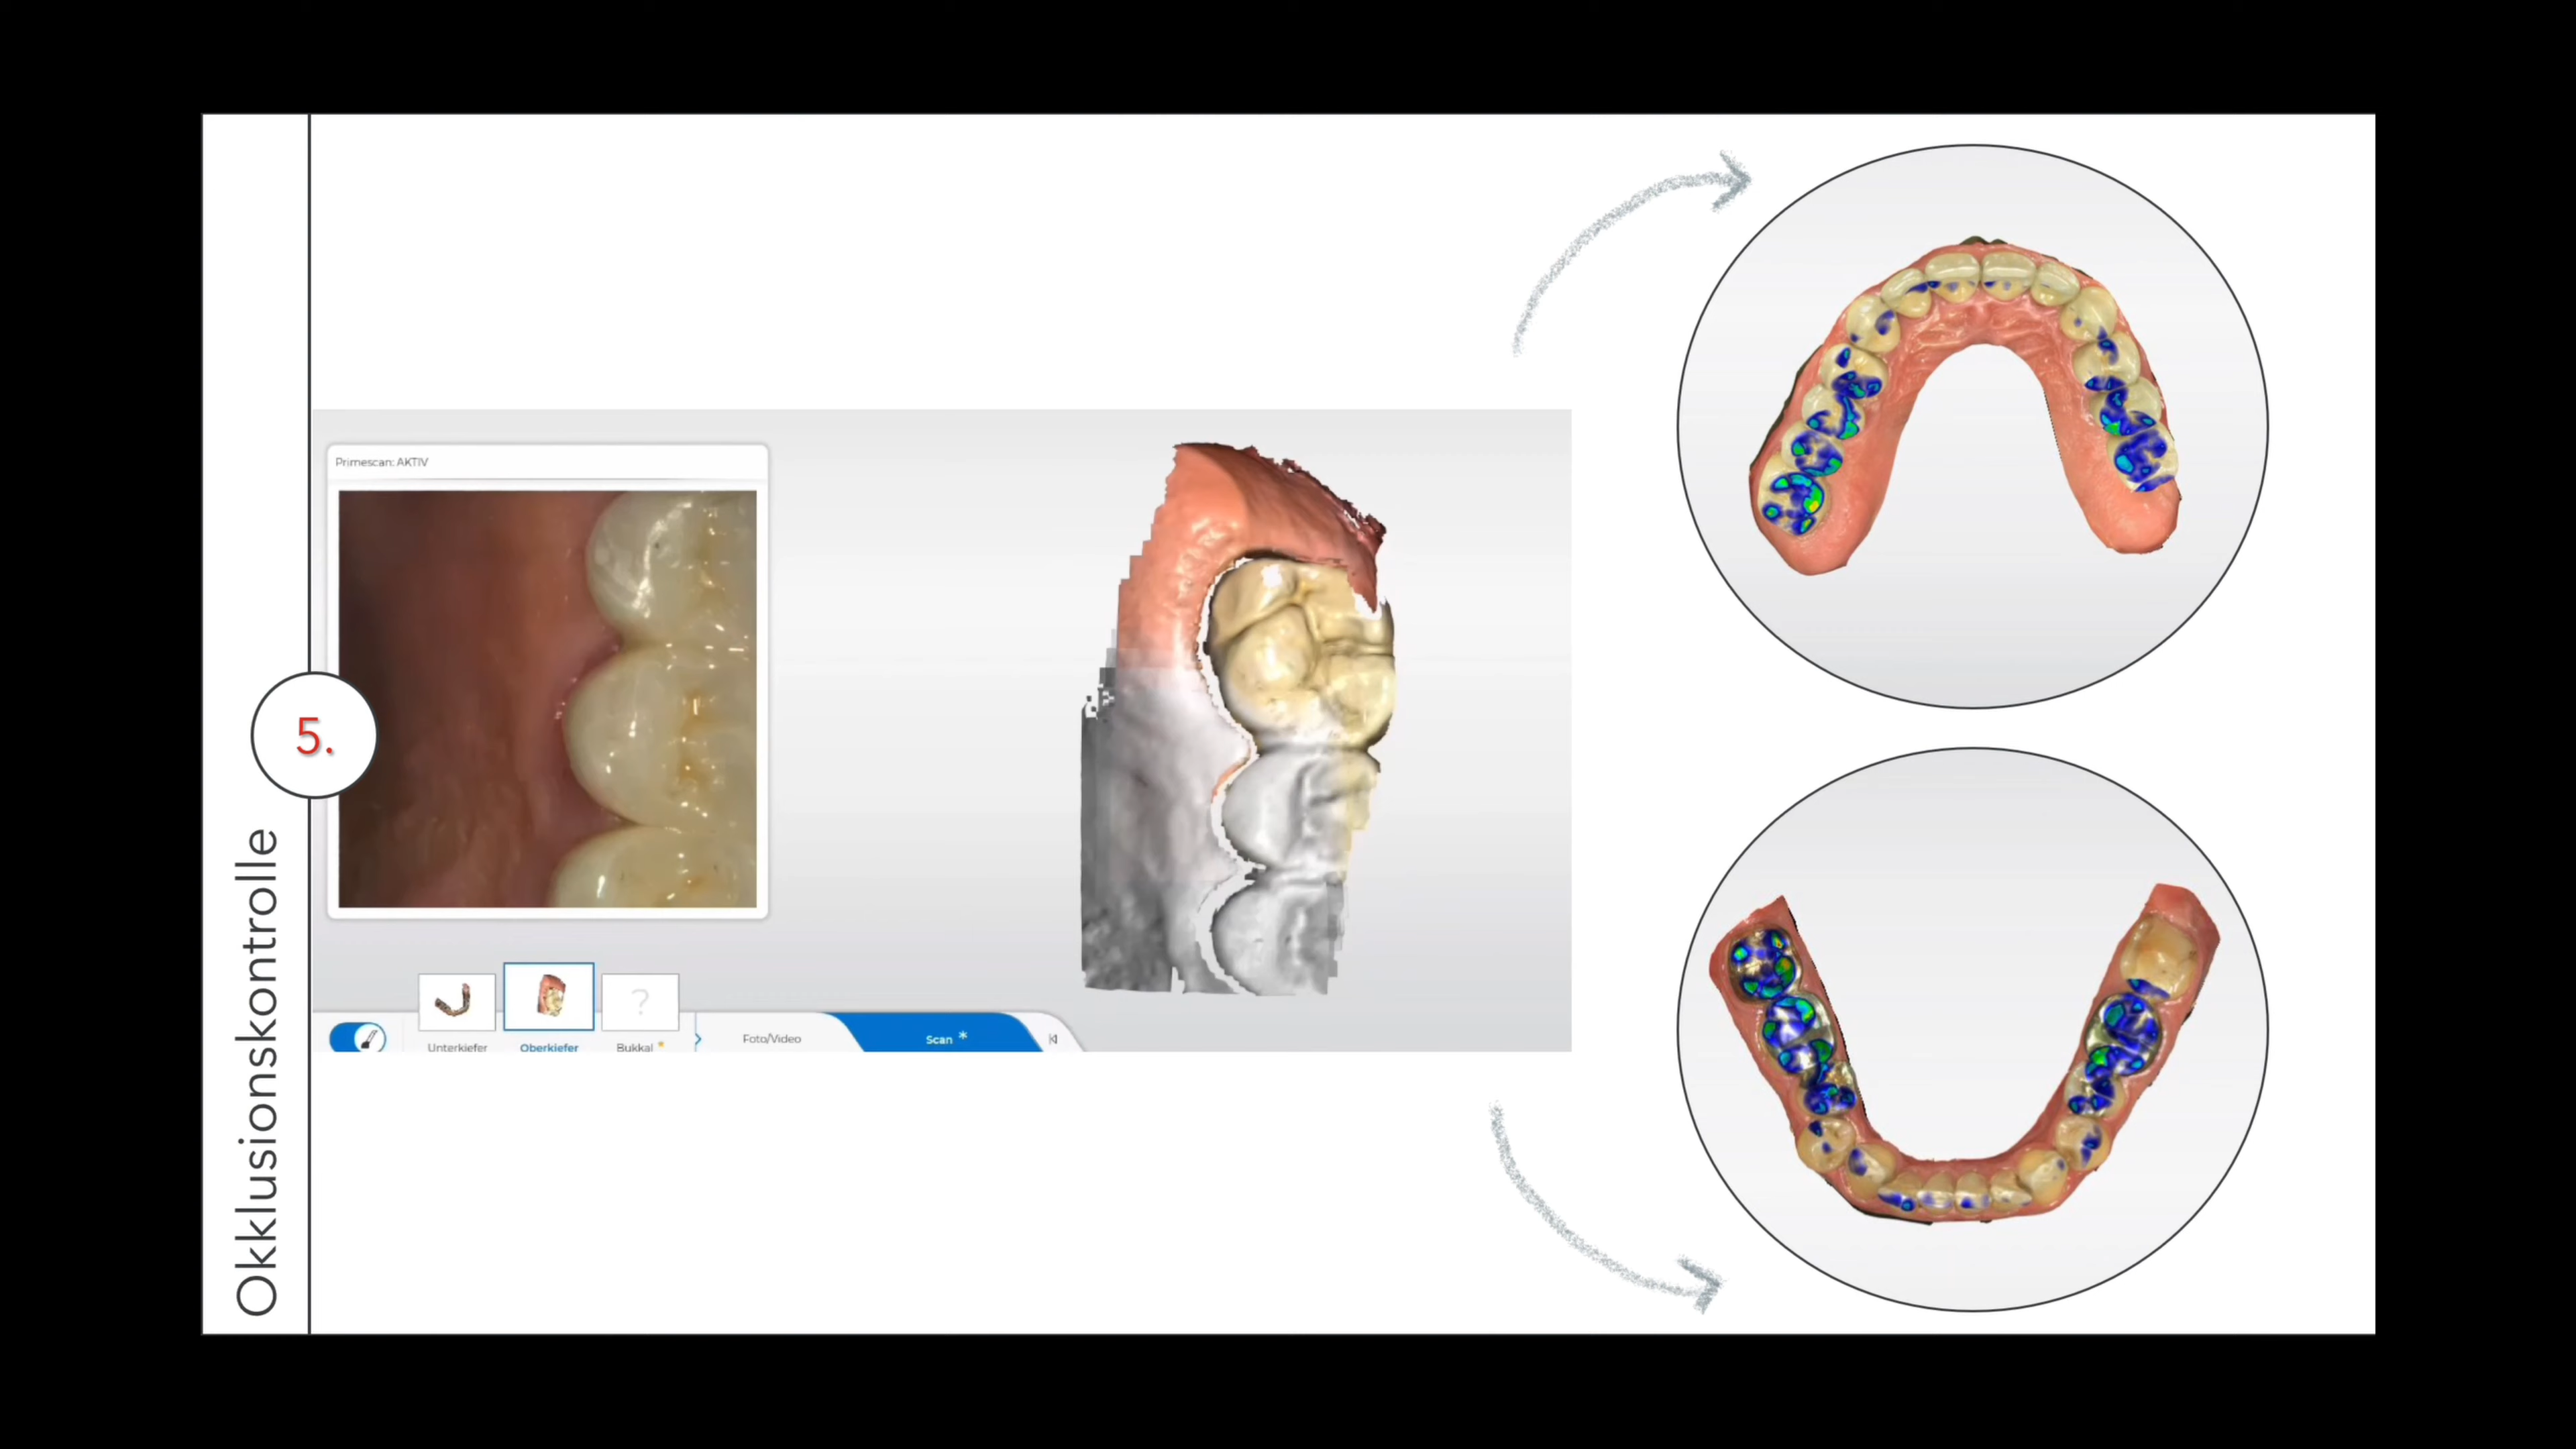 Okklusionskontrolle
5.
Primescan: AKTIV
?
Unterkiefer
Oberkiefer
Bukkal
Foto/Video
Scan *